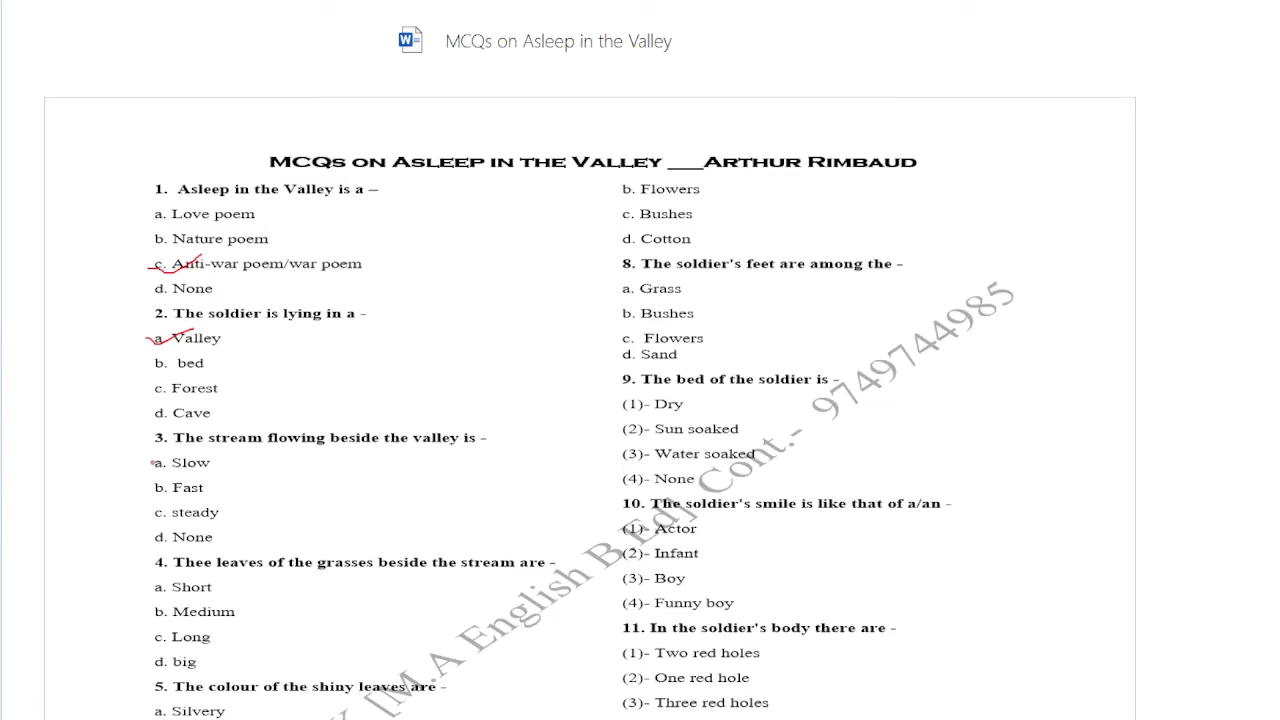 MCQs on Asleep in the Valley
MCQs on Asleep in the Valley ___Arthur Rimbaud
1. Asleep in the Valley is a –
a. Love poem
b. Nature poem
c. Anti-war poem/war poem
d. None
2. The soldier is lying in a -
a. Valley
b. bed
c. Forest
d. Cave
3. The stream flowing beside the valley is -
a. Slow
b. Fast
c. steady
d. None
4. Thee leaves of the grasses beside the stream are -
a. Short
b. Medium
c. Long
d. big
5. The colour of the shiny leaves are -
a. Silvery
b. Flowers
c. Bushes
d. Cotton
8. The soldier's feet are among the -
a. Grass
b. Bushes
c. Flowers
d. Sand
9. The bed of the soldier is -
(1)- Dry
(2)- Sun soaked
(3)- Water soaked
(4)- None
10. The soldier's smile is like that of a/an -
(1)- Actor
(2)- Infant
(3)- Boy
(4)- Funny boy
11. In the soldier's body there are -
(1)- Two red holes
(2)- One red hole
(3)- Three red holes
[M.A English B Ed] Cont.- 9749744985